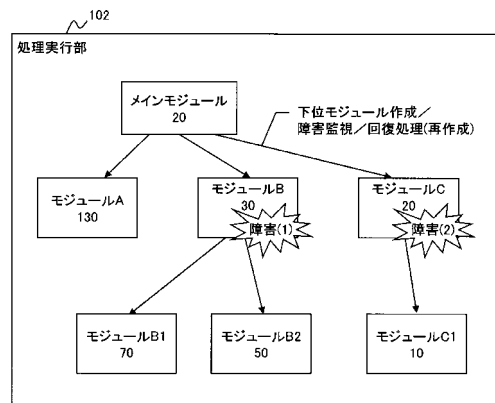 102
処理実行部
メインモジュール
20
下位モジュール作成／
障害監視／回復処理(再作成)
モジュールA
130
モジュールB
30
障害(1)
モジュールC
20
障害(2)
モジュールB1
70
モジュールB2
50
モジュールC1
10